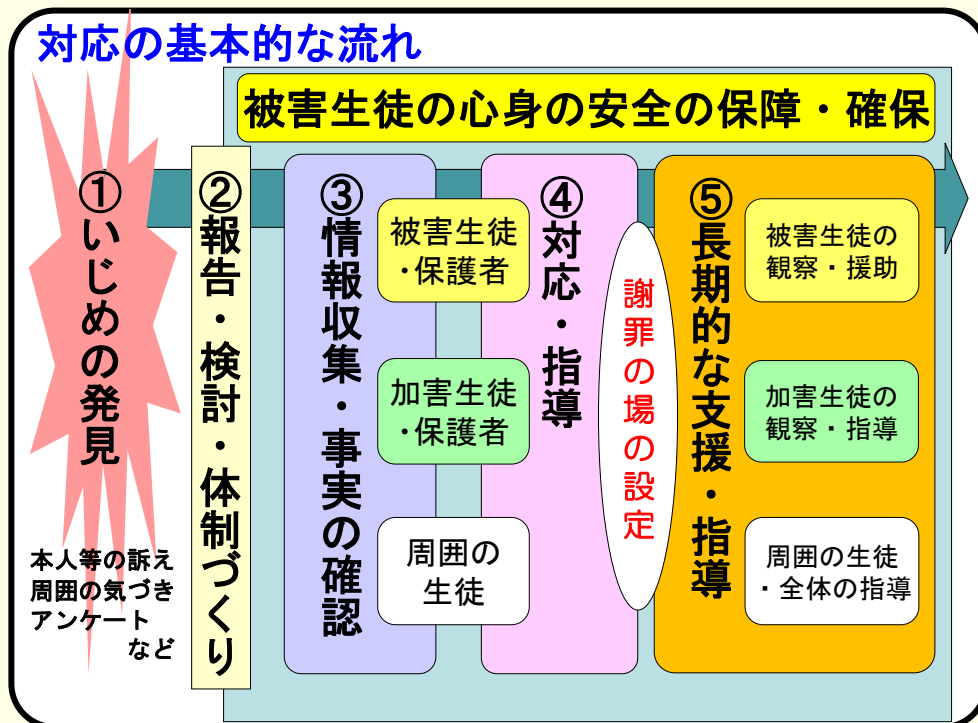 対応の基本的な流れ
被害生徒の心身の安全の保障・確保
①いじめの発見
本人等の訴え
周囲の気づき
アンケート
など
②報告・検討・体制づくり
③情報収集・事実の確認
被害生徒
・保護者
加害生徒
・保護者
周囲の
生徒
④対応・指導
謝罪の場の設定
⑤長期的な支援・指導
被害生徒の
観察・援助
加害生徒の
観察・指導
周囲の生徒
・全体の指導